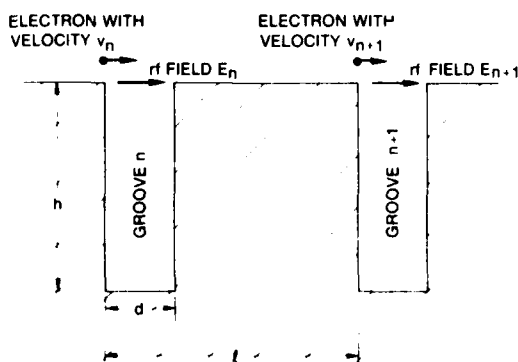 ELECTRON WITH
VELOCITY vn
ELECTRON WITH
VELOCITY vn+1
rf FIELD En
rf FIELD En+1
h
GROOVE n
GROOVE n+1
d
l